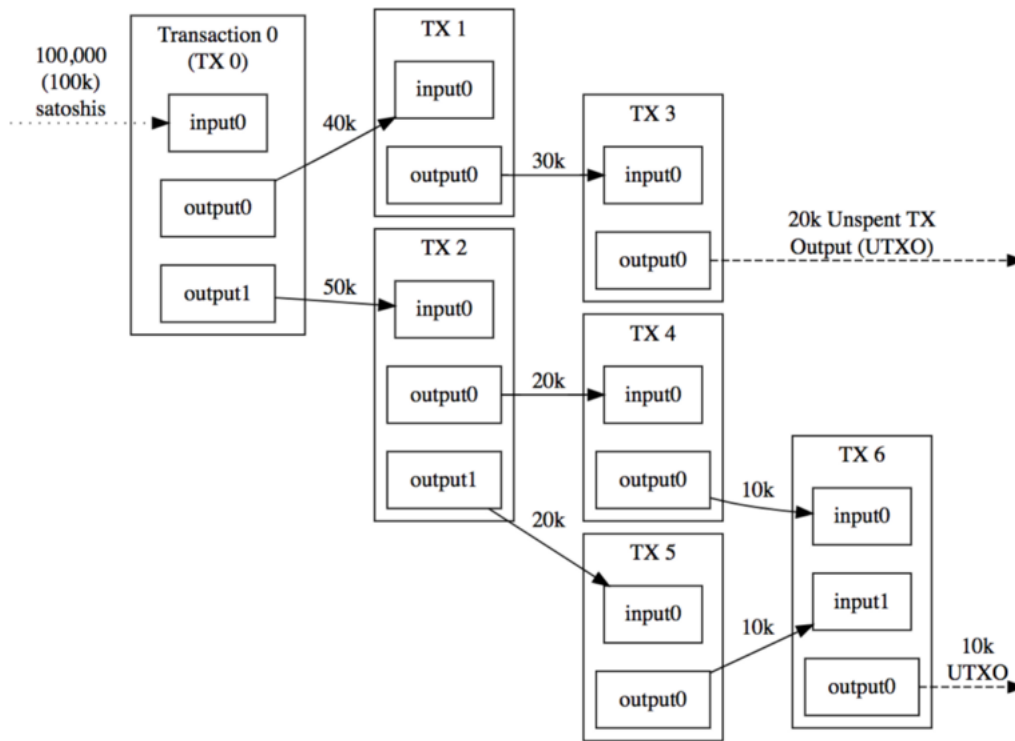 100,000
(100k)
satoshis
Transaction 0
(TX 0)
input0
output0
output1
40k
50k
TX 1
input0
output0
30k
TX 2
input0
output0
output1
20k
20k
TX 3
input0
output0
20k Unspent TX
Output (UTXO)
TX 4
input0
output0
10k
TX 5
input0
output0
10k
TX 6
input0
input1
output0
10k
UTXO